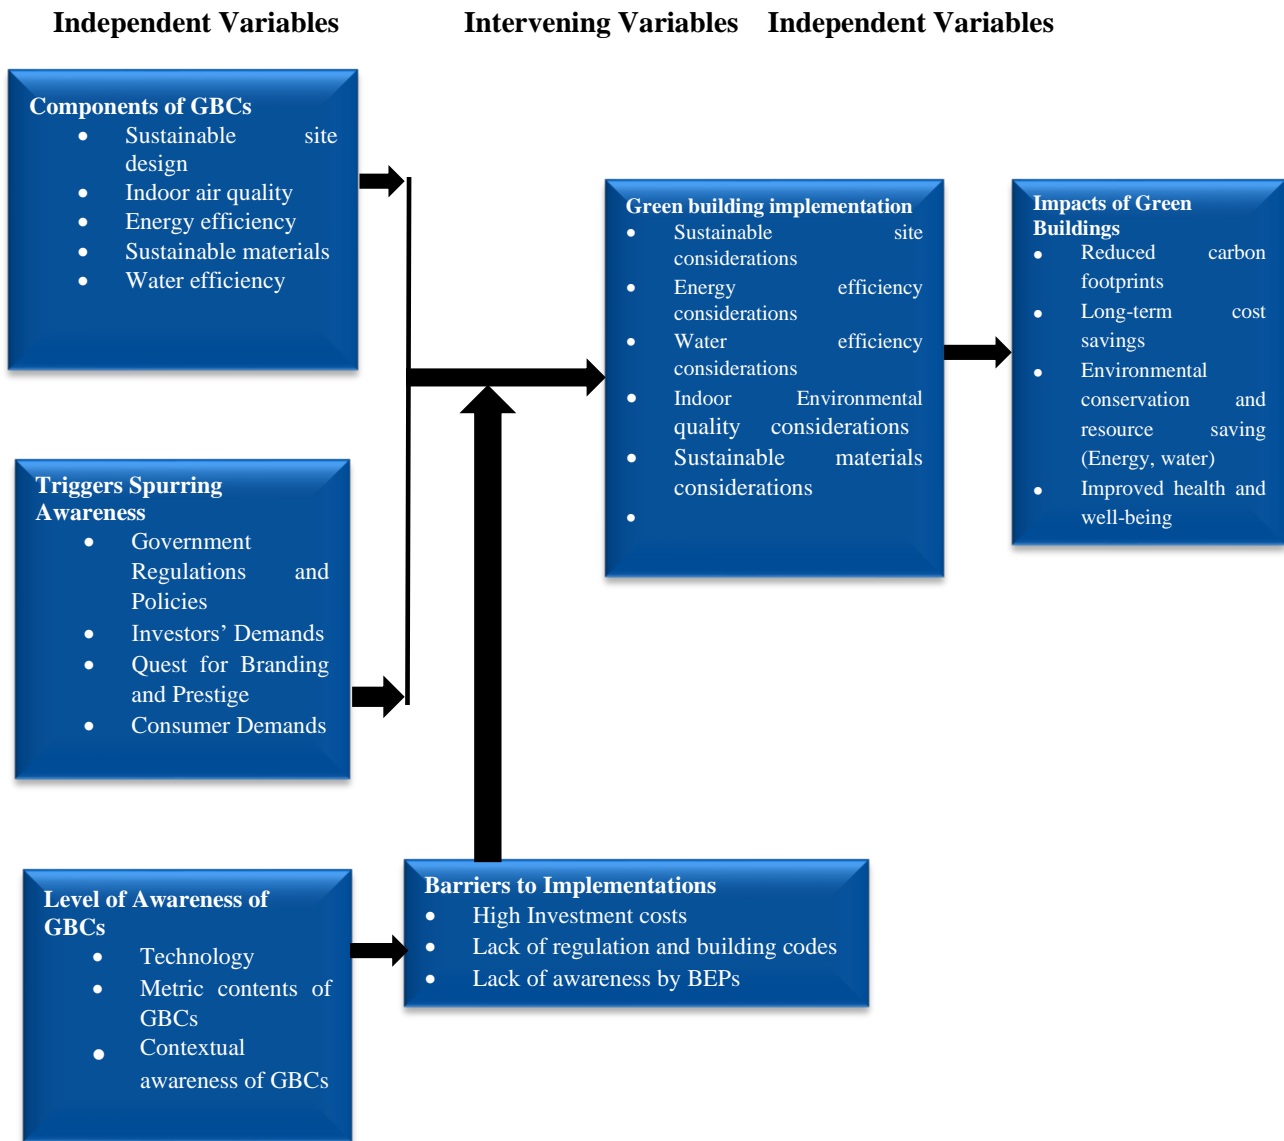 Independent Variables
Intervening Variables
Independent Variables
Components of GBCs
• Sustainable site
design
• Indoor air quality
• Energy efficiency
• Sustainable materials
• Water efficiency
Triggers Spurring
Awareness
• Government
Regulations and
Policies
• Investors’ Demands
• Quest for Branding
and Prestige
• Consumer Demands
Level of Awareness of
GBCs
• Technology
• Metric contents of
GBCs
• Contextual
awareness of GBCs
Barriers to Implementations
• High Investment costs
• Lack of regulation and building codes
• Lack of awareness by BEPs
Green building implementation
• Sustainable site
considerations
• Energy efficiency
considerations
• Water efficiency
considerations
• Indoor Environmental
quality considerations
• Sustainable materials
considerations
•
Impacts of Green
Buildings
• Reduced carbon
footprints
• Long-term cost
savings
• Environmental
conservation and
resource saving
(Energy, water)
• Improved health and
well-being